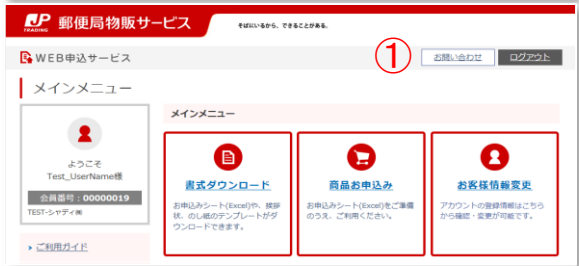 JP TRADING 郵便局物販サービス そばにいるから、できることがある。
WEB申込サービス ① お問い合わせ ログアウト
メインメニュー
メインメニュー
ようこそ
Test_UserName様
会員番号：00000019
TEST-シャディ㈱
ご利用ガイド
書式ダウンロード
お申込みシート(Excel)や、挨拶
状、のし紙のテンプレートがダ
ウンロードできます。
商品お申込み
お申込みシート(Excel)をご準備
のうえ、ご利用ください。
お客様情報変更
アカウントの登録情報はこちら
から確認・変更が可能です。